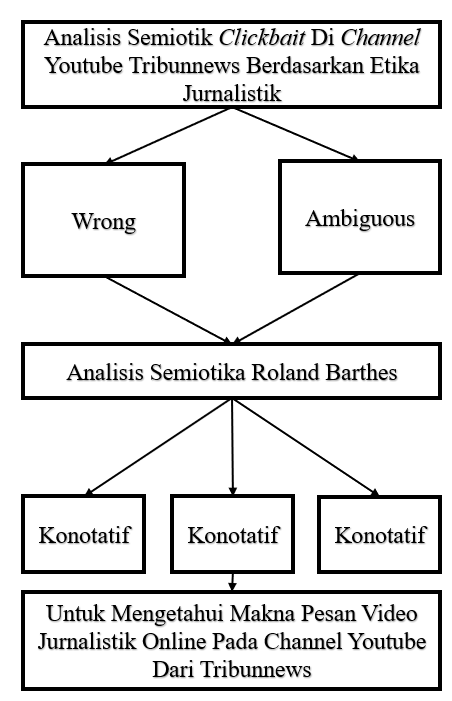 Analisis Semiotik Clickbait Di Channel
Youtube Tribunnews Berdasarkan Etika
Jurnalistik
Wrong
Ambiguous
Analisis Semiotika Roland Barthes
Konotatif
Konotatif
Konotatif
Untuk Mengetahui Makna Pesan Video
Jurnalistik Online Pada Channel Youtube
Dari Tribunnews